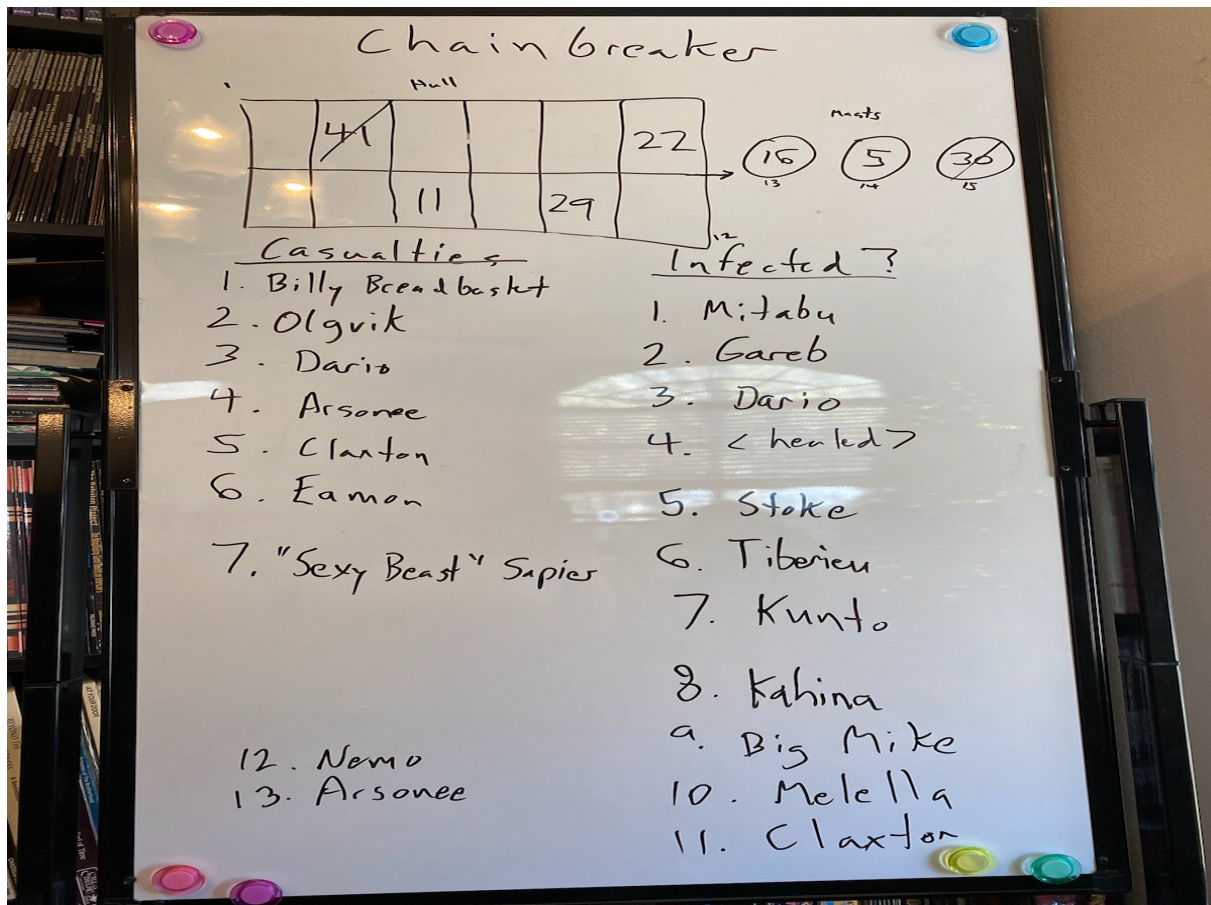 Chainbreaker
Hull
Masts
41
22
16
5
36
13
14
15
11
29
12
Casualties
1. Billy Breadbasket
2. Olgvik
3. Dario
4. Arsonee
5. Claxton
6. Eamon
7. "Sexy Beast" Sapier
12. Nemo
13. Arsonee
Infected?
1. Mitabu
2. Gareb
3. Dario
4. <healed>
5. Stoke
6. Tiberieu
7. Kunto
8. Kahina
9. Big Mike
10. Melella
11. Claxton